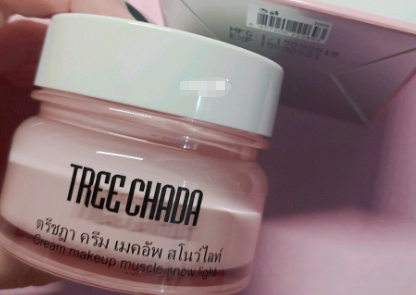 TREE CHADA
ตรีชฎา ครีม เมคอัพ สโนว์ไลท์
Cream makeup muscle snow light